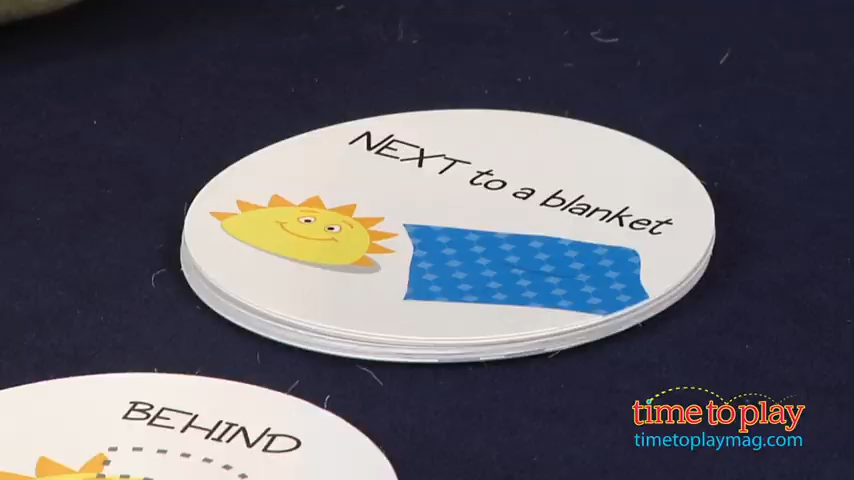 NEXT to a blanket
BEHIND
time to play
timetoplaymag.com